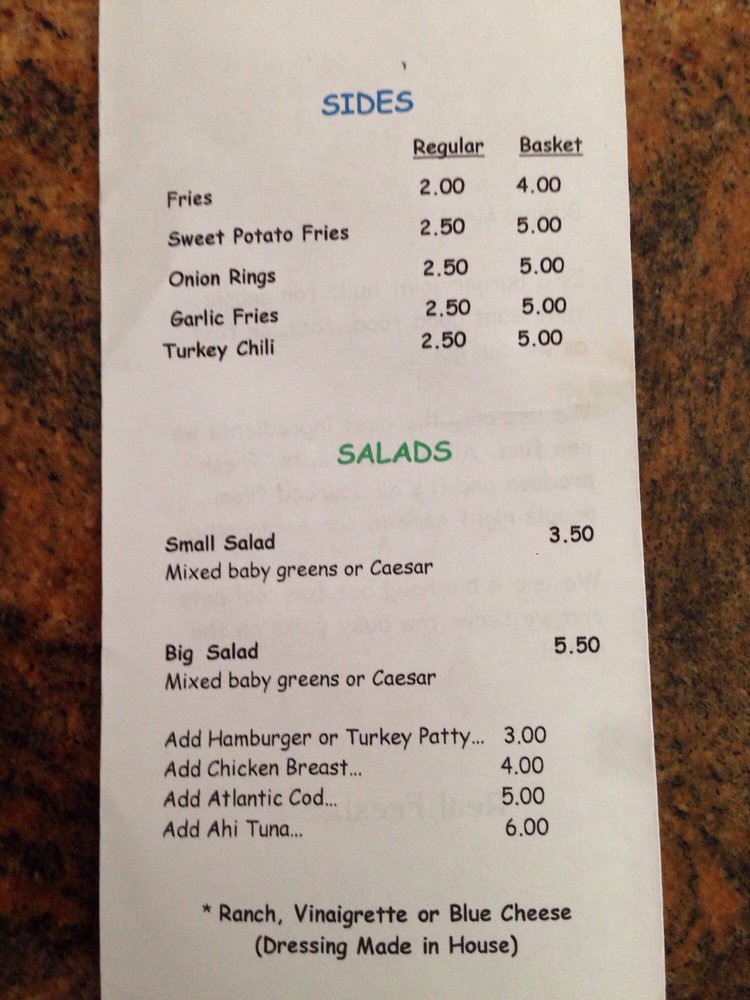 SIDES
Regular Basket
Fries 2.00 4.00
Sweet Potato Fries 2.50 5.00
Onion Rings 2.50 5.00
Garlic Fries 2.50 5.00
Turkey Chili 2.50 5.00
SALADS
Small Salad 3.50
Mixed baby greens or Caesar
Big Salad 5.50
Mixed baby greens or Caesar
Add Hamburger or Turkey Patty... 3.00
Add Chicken Breast... 4.00
Add Atlantic Cod... 5.00
Add Ahi Tuna... 6.00
* Ranch, Vinaigrette or Blue Cheese
(Dressing Made in House)